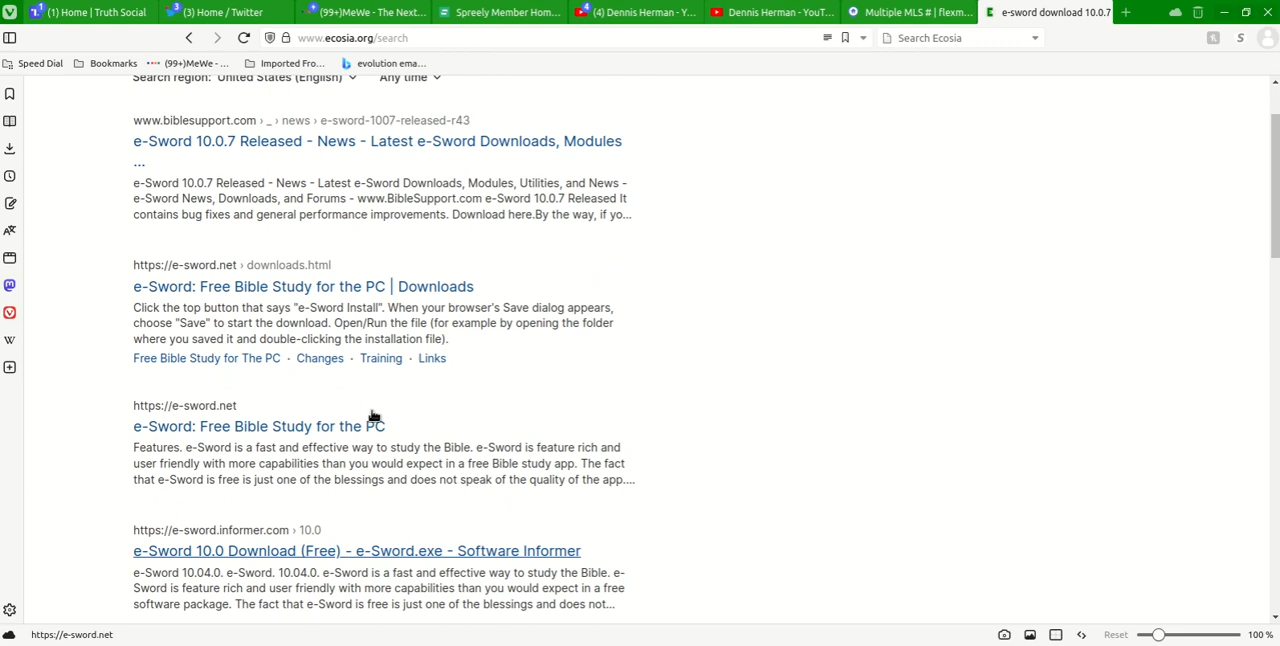 (1) Home | Truth Social
(3) Home / Twitter
(99+)MeWe - The Next...
Spreely Member Hom...
(4) Dennis Herman - Y...
Dennis Herman - YouT...
Multiple MLS # | flexm...
e-sword download 10.0.7
www.ecosia.org/search
Search Ecosia
Speed Dial
Bookmarks
(99+)MeWe - ...
Imported Fro...
evolution ema...
Search region: United States (English)
Any time
www.biblesupport.com › _ › news › e-sword-1007-released-r43
e-Sword 10.0.7 Released - News - Latest e-Sword Downloads, Modules
...
e-Sword 10.0.7 Released - News - Latest e-Sword Downloads, Modules, Utilities, and News -
e-Sword News, Downloads, and Forums - www.BibleSupport.com e-Sword 10.0.7 Released It
contains bug fixes and general performance improvements. Download here.By the way, if yo...
https://e-sword.net › downloads.html
e-Sword: Free Bible Study for the PC | Downloads
Click the top button that says "e-Sword Install". When your browser's Save dialog appears,
choose "Save" to start the download. Open/Run the file (for example by opening the folder
where you saved it and double-clicking the installation file).
Free Bible Study for The PC · Changes · Training · Links
https://e-sword.net
e-Sword: Free Bible Study for the PC
Features. e-Sword is a fast and effective way to study the Bible. e-Sword is feature rich and
user friendly with more capabilities than you would expect in a free Bible study app. The fact
that e-Sword is free is just one of the blessings and does not speak of the quality of the app....
https://e-sword.informer.com › 10.0
e-Sword 10.0 Download (Free) - e-Sword.exe - Software Informer
e-Sword 10.04.0. e-Sword. 10.04.0. e-Sword is a fast and effective way to study the Bible. e-
Sword is feature rich and user friendly with more capabilities than you would expect in a free
software package. The fact that e-Sword is free is just one of the blessings and does not...
https://e-sword.net
Reset
100 %